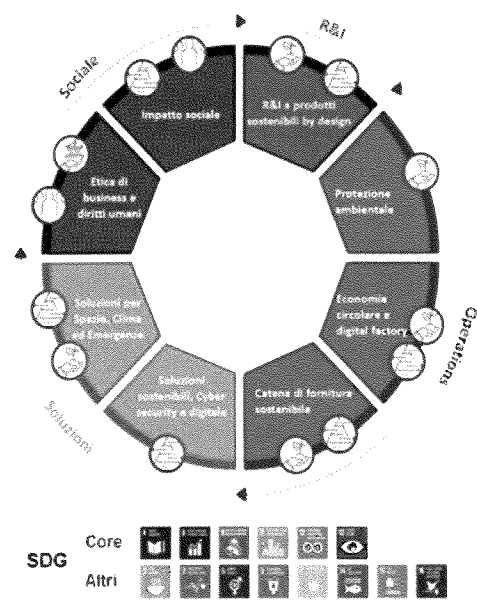 R&I
Sociale
Impatto sociale
R&I e prodotti
sostenibili by design
Etica di
business e
diritti umani
Protezione
ambientale
Soluzioni per
Spazio, Clima
ed Emergenze
Economia
circolare e
digital factory
Operations
Soluzioni
sostenibili, Cyber
security e digitale
Catena di fornitura
sostenibile
Soluzioni
SDG
Core
Altri